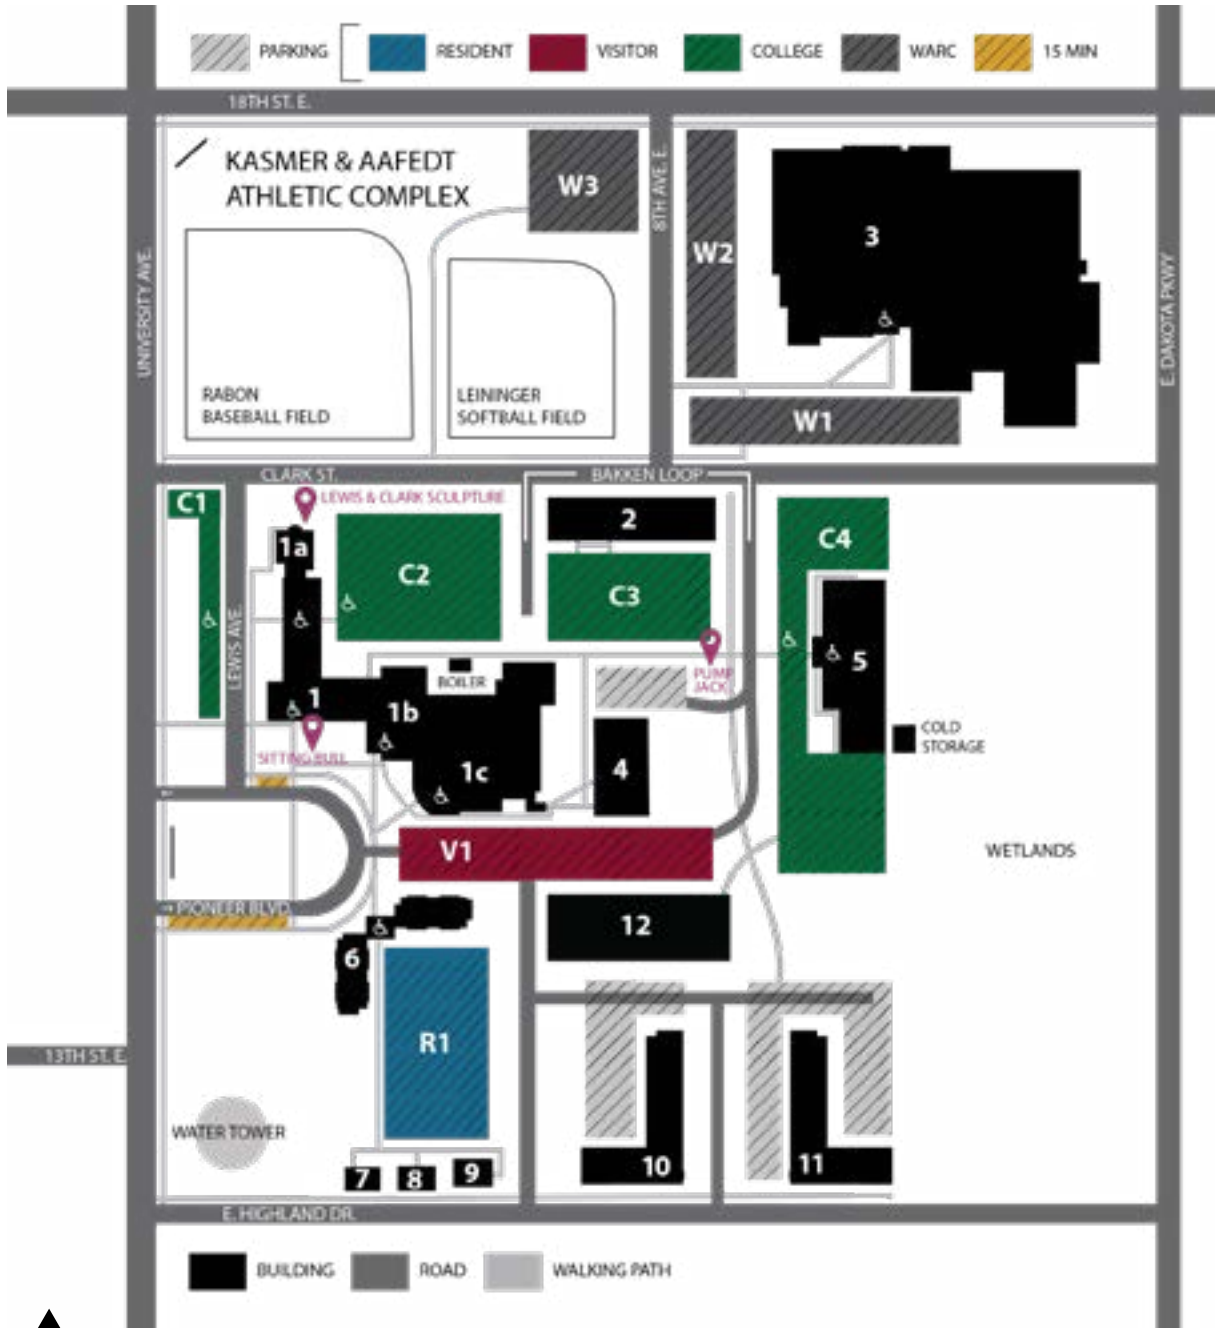 PARKING
RESIDENT
VISITOR
COLLEGE
WARC
15 MIN
18TH ST. E.
KASMER & AAFEDT
ATHLETIC COMPLEX
W3
8TH AVE. E.
W2
3
UNIVERSITY AVE.
E. DAKOTA PKWY
RABON
BASEBALL FIELD
LEININGER
SOFTBALL FIELD
W1
CLARK ST.
BAKKEN LOOP
C1
LEWIS & CLARK SCULPTURE
2
C4
1a
C2
C3
LEWIS AVE.
PUMP
JACK
5
BOILER
1
1b
COLD
STORAGE
SITTING BULL
1c
4
V1
WETLANDS
PIONEER BLVD.
12
6
R1
13TH ST. E.
WATER TOWER
7
8
9
10
11
E. HIGHLAND DR.
BUILDING
ROAD
WALKING PATH